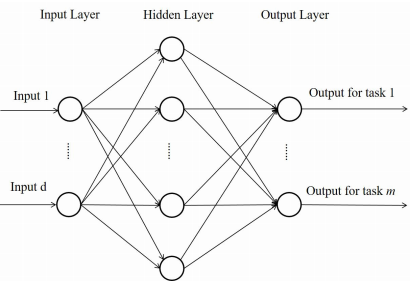 Input Layer
Hidden Layer
Output Layer
Input 1
Output for task 1
Input d
Output for task m